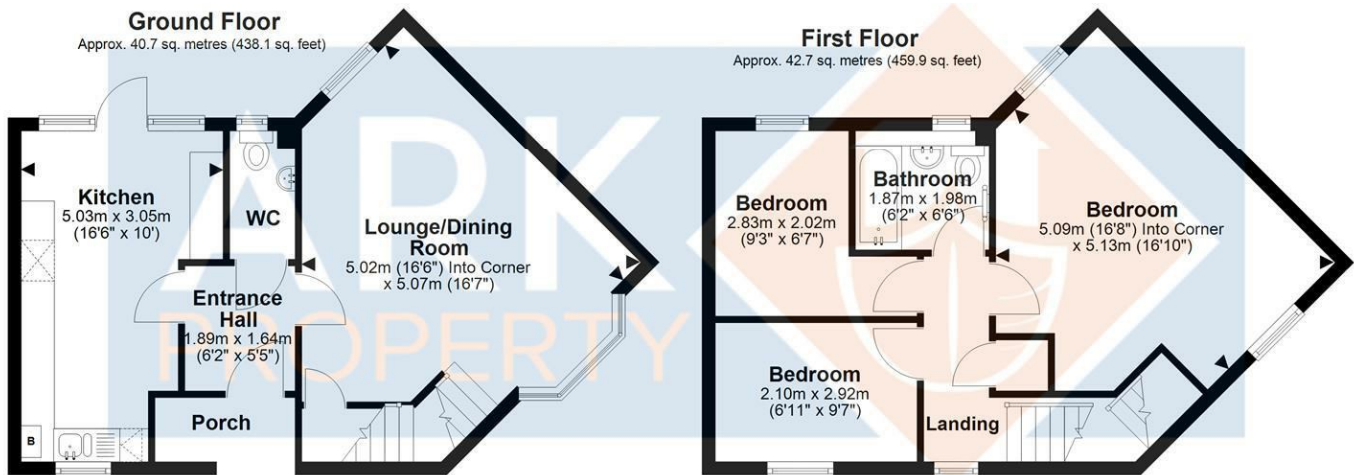 Ground Floor
Approx. 40.7 sq. metres (438.1 sq. feet)
Kitchen
5.03m x 3.05m
(16'6" x 10')
WC
Lounge/Dining
Room
5.02m (16'6") Into Corner
x 5.07m (16'7")
Entrance
Hall
1.89m x 1.64m
(6'2" x 5'5")
Porch
B
First Floor
Approx. 42.7 sq. metres (459.9 sq. feet)
Bedroom
2.83m x 2.02m
(9'3" x 6'7")
Bathroom
1.87m x 1.98m
(6'2" x 6'6")
Bedroom
5.09m (16'8") Into Corner
x 5.13m (16'10")
Bedroom
2.10m x 2.92m
(6'11" x 9'7")
Landing
ARK
PROPERTY